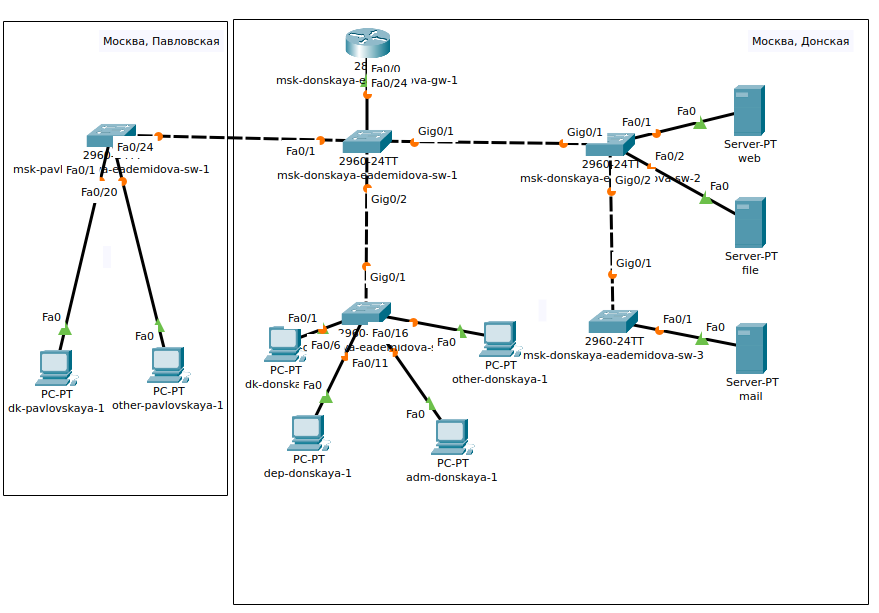 Москва, Павловская
Москва, Донская
Fa0/0
Fa0/24
msk-donskaya-e
va-gw-1
Fa0/24
2960-
msk-pavl
Fa0/1
a-eademidova-sw-1
Fa0/20
Fa0/1
2960-24TT
msk-donskaya-eademidova-sw-1
Gig0/1
Gig0/2
Gig0/1
2960-24TT
msk-donskaya-e
va-sw-2
Gig0/2
Fa0/1
Fa0
Server-PT
web
Fa0/2
Fa0
Server-PT
file
Gig0/1
2960-24TT
msk-donskaya-eademidova-sw-3
Fa0/1
Fa0
Server-PT
mail
Gig0/1
Fa0/1
2960-
Fa0/16
Fa0/6
a-eademidova-
Fa0/11
Fa0
Fa0
PC-PT
dk-donska
PC-PT
other-donskaya-1
Fa0
PC-PT
dk-pavlovskaya-1
Fa0
PC-PT
other-pavlovskaya-1
PC-PT
dep-donskaya-1
Fa0
PC-PT
adm-donskaya-1